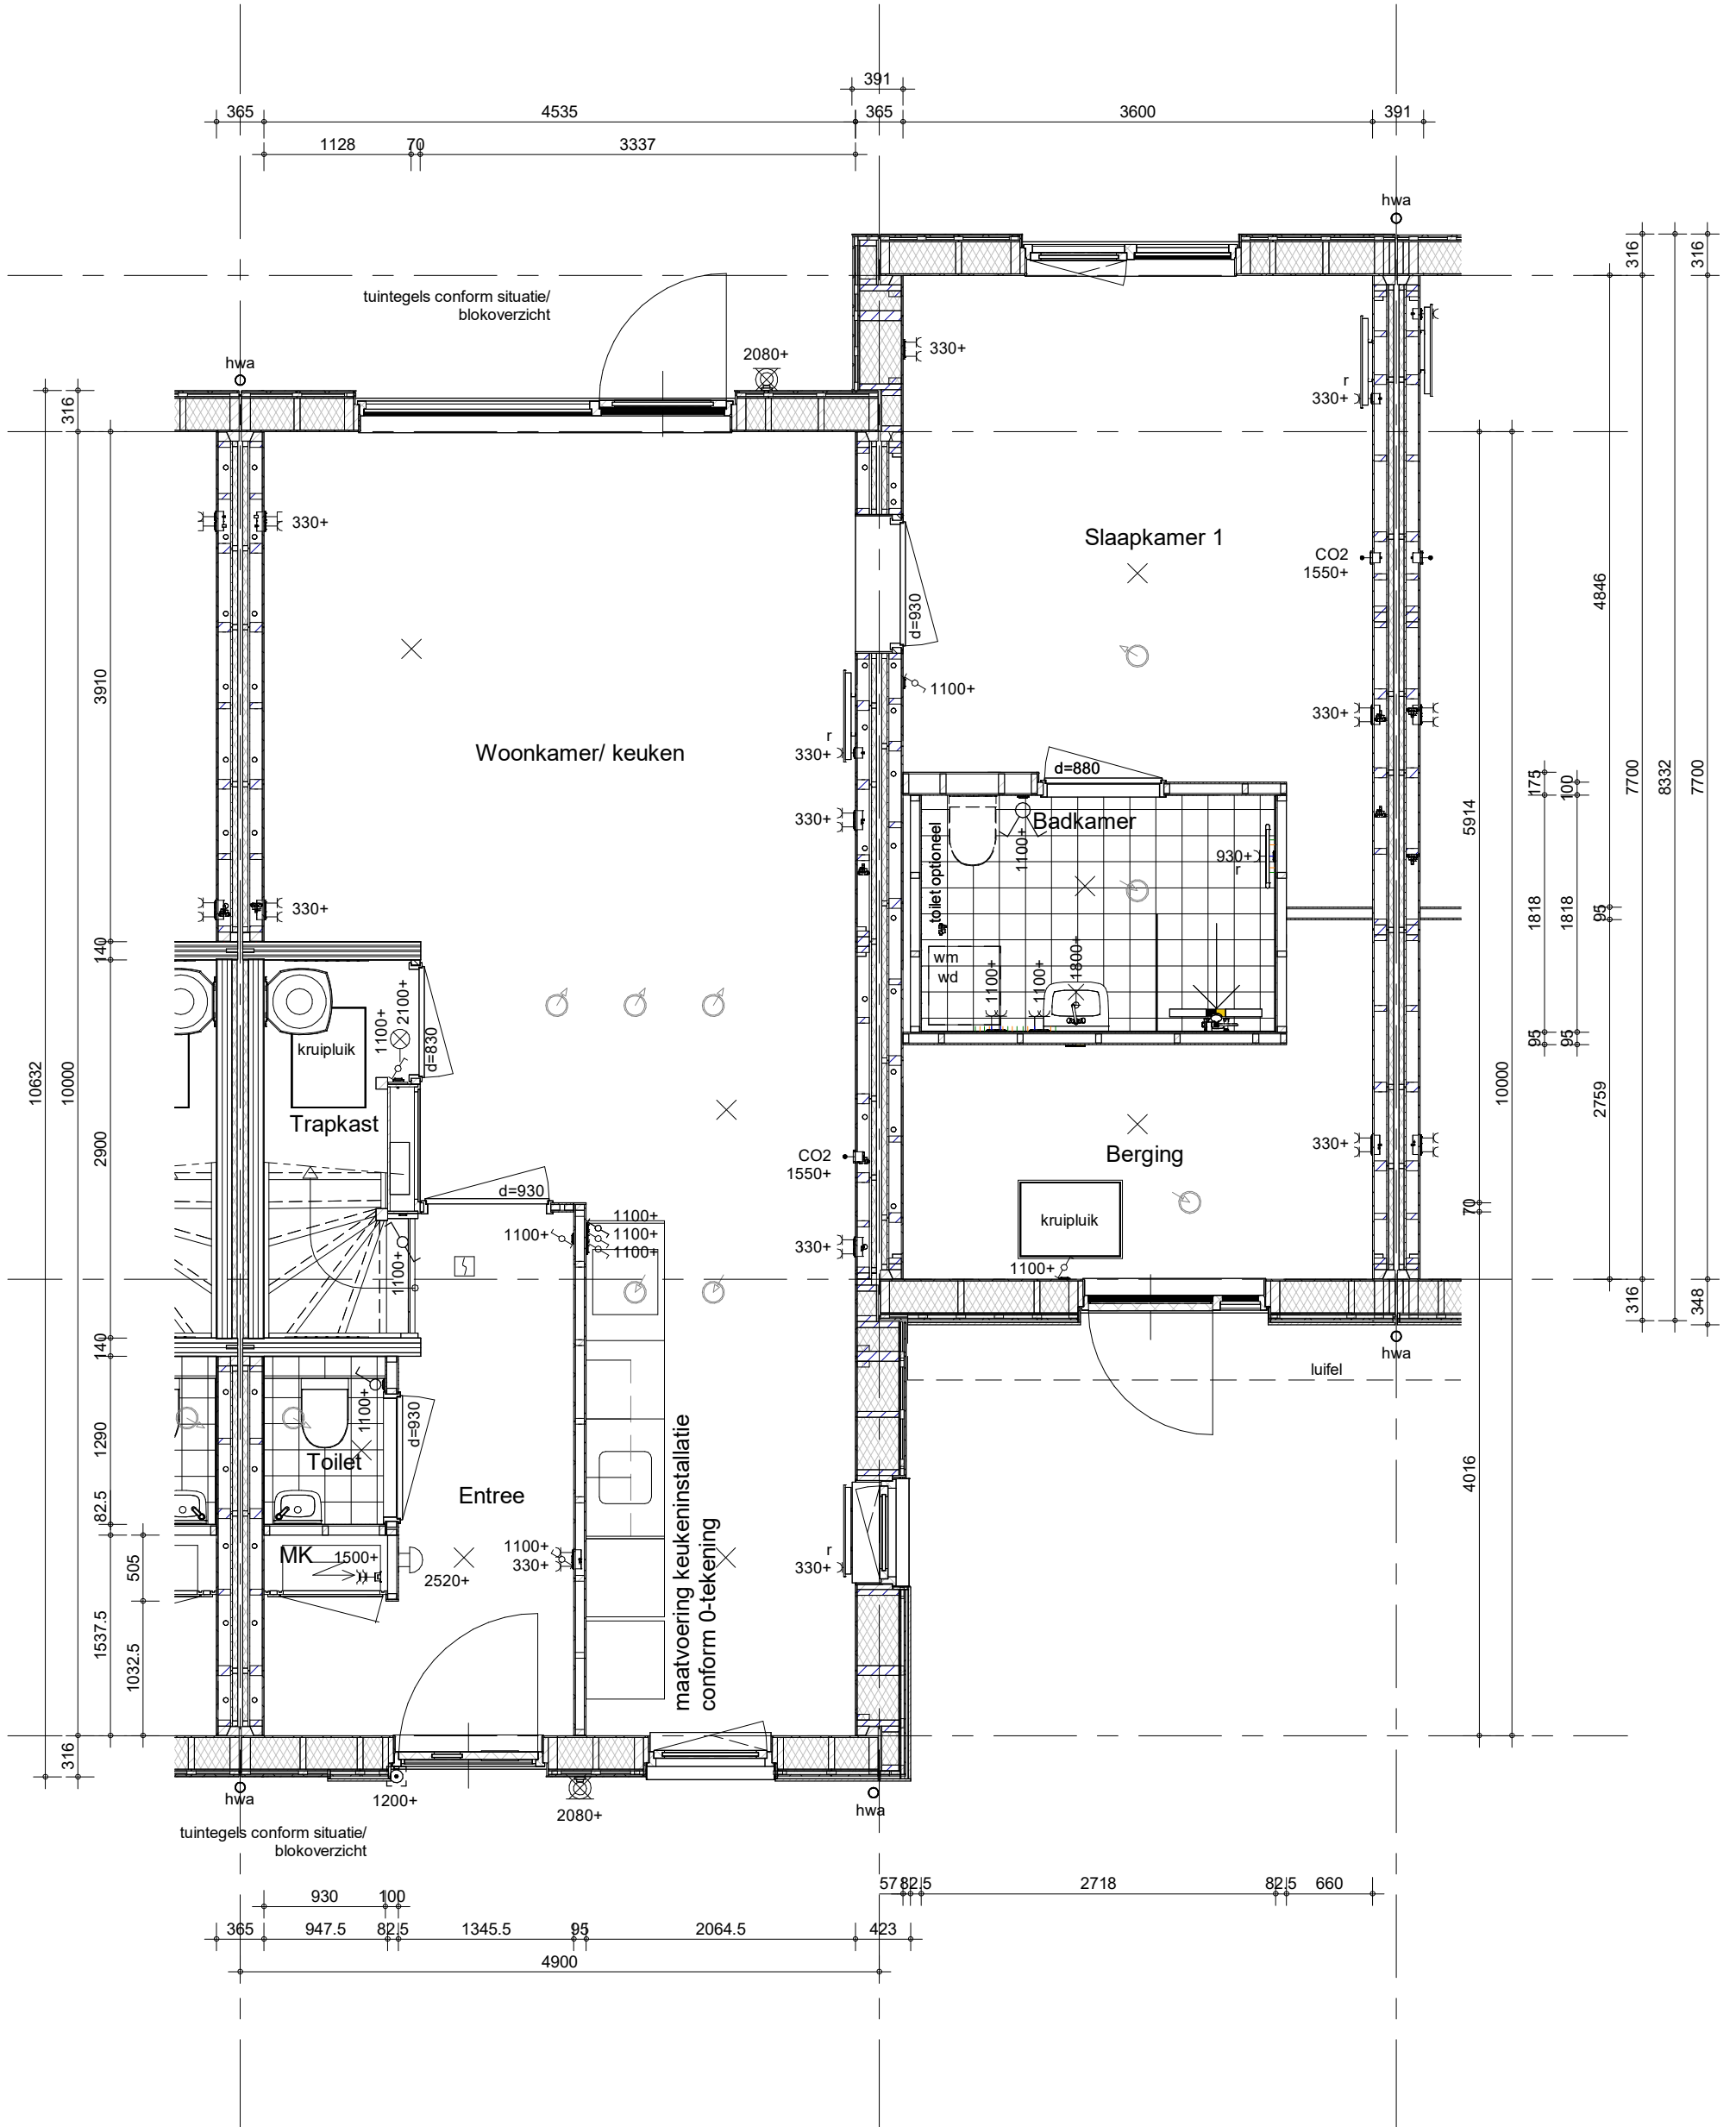 391
365
4535
365
3600
391
1128
70
3337
hwa
316
316
tuintegels conform situatie/
blokoverzicht
330+
2080+
hwa
r
330+
316
330+
Slaapkamer 1
CO2
1550+
4846
d=930
3910
1100+
330+
Woonkamer/ keuken
r
330+
d=880
175
100
7700
8332
7700
330+
Badkamer
1100+
5914
930+
r
toilet optioneel
330+
1818
1818
95
140
wm
wd
1100+
1100+
1800+
2100+
1100+
kruipluik
d=830
95
95
10632
10000
10000
Trapkast
2900
2759
330+
CO2
1550+
Berging
d=930
70
1100+
1100+
1100+
1100+
kruipluik
330+
1100+
1100+
316
348
140
hwa
luifel
1100+
d=930
1290
Toilet
4016
Entree
82.5
maatvoering keukeninstallatie
conform 0-tekening
MK
1500+
2520+
1100+
330+
r
330+
505
1537.5
1032.5
316
hwa
1200+
2080+
hwa
tuintegels conform situatie/
blokoverzicht
57
82.5
2718
82.5
660
930
100
365
947.5
82.5
1345.5
95
2064.5
423
4900